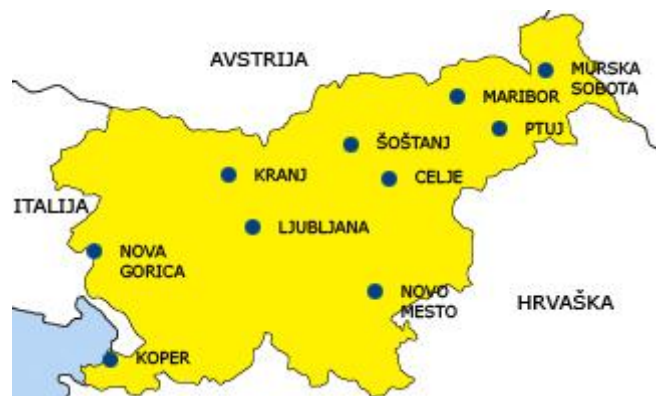 AVSTRIJA
MURSKA
SOBOTA
MARIBOR
PTUJ
ŠOŠTANJ
KRANJ
CELJE
ITALIJA
LJUBLJANA
NOVA
GORICA
NOVO
MESTO
HRVAŠKA
KOPER